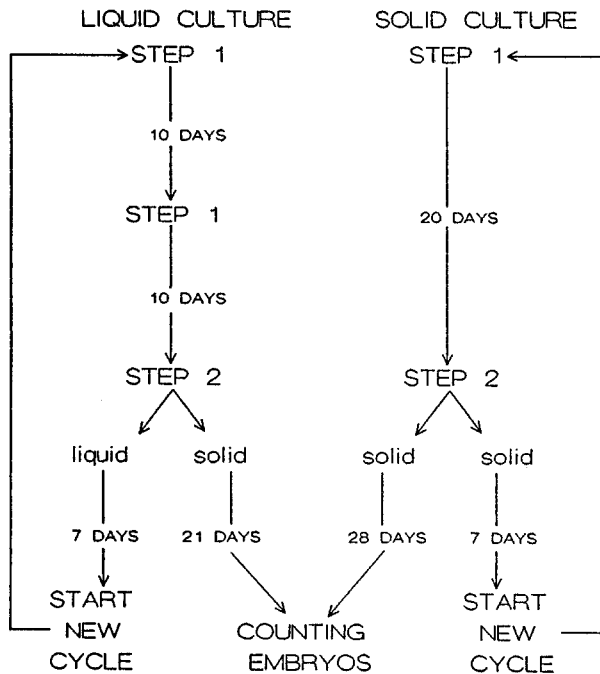 LIQUID CULTURE SOLID CULTURE
STEP 1 STEP 1
10 DAYS
STEP 1 20 DAYS
10 DAYS
STEP 2 STEP 2
liquid solid solid solid
7 DAYS 21 DAYS 28 DAYS 7 DAYS
START START
NEW COUNTING NEW
CYCLE EMBRYOS CYCLE